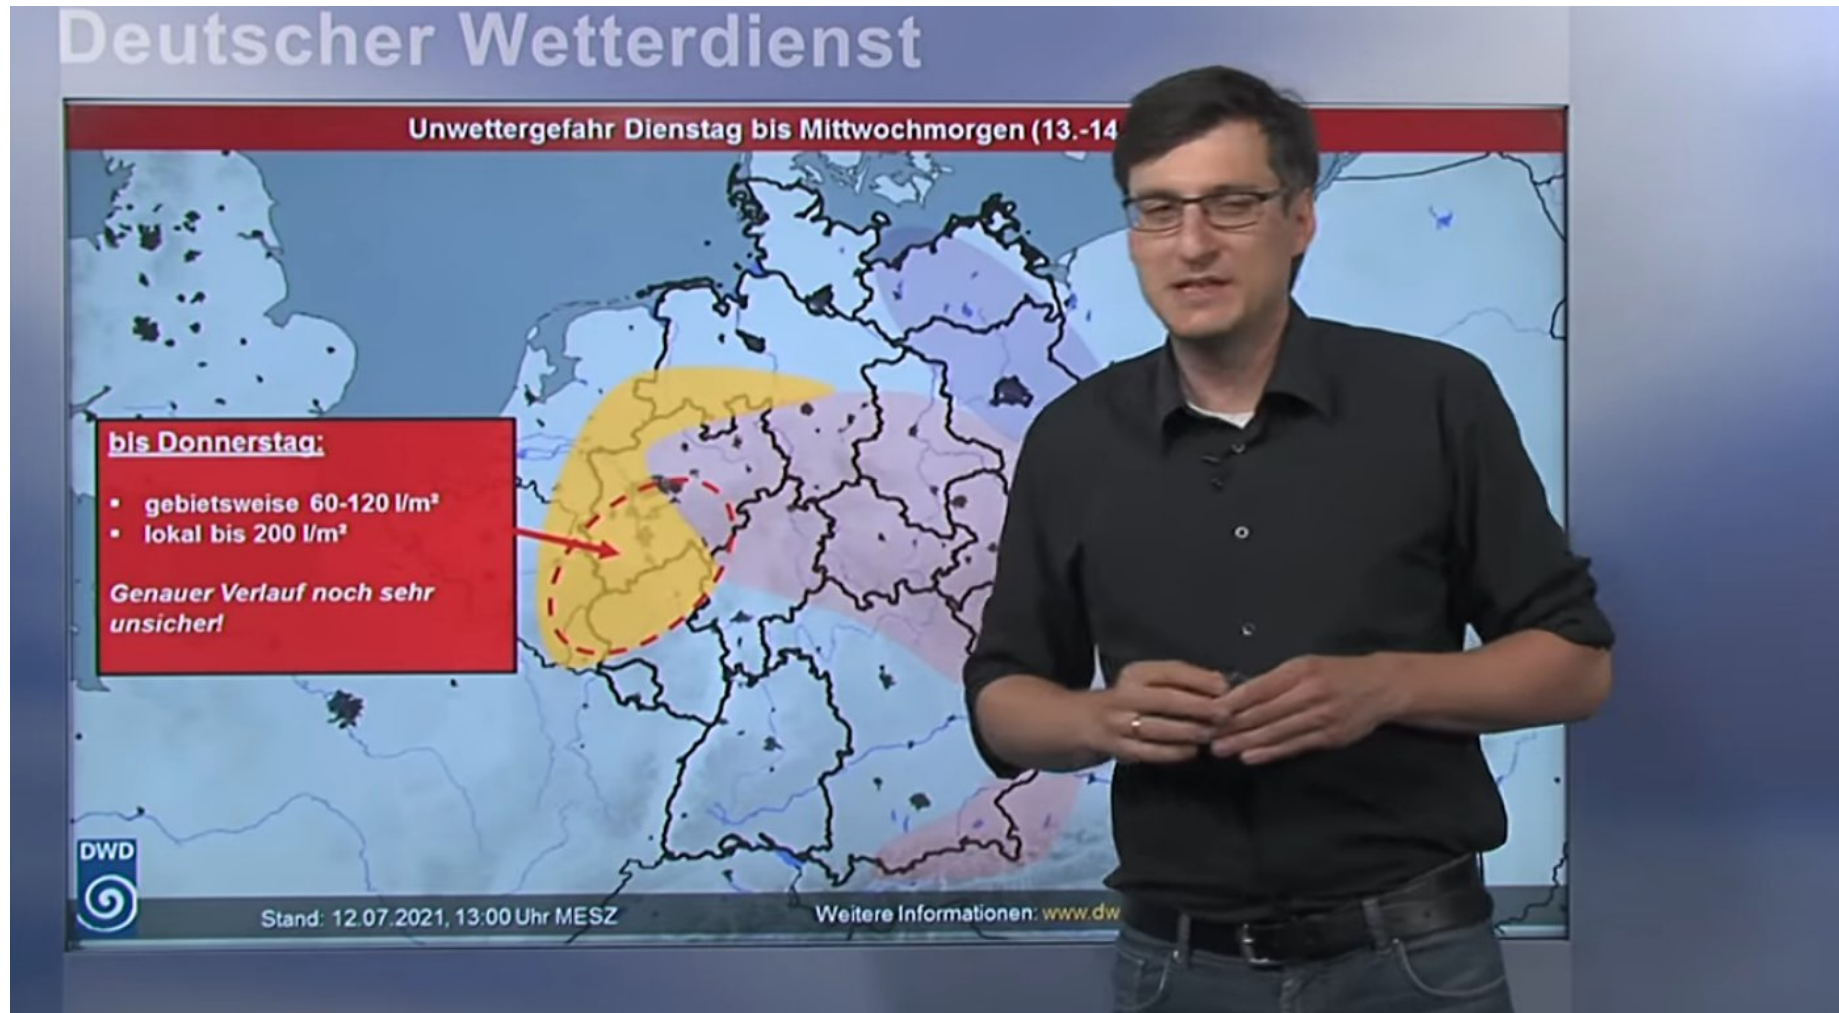 Deutscher Wetterdienst
Unwettergefahr Dienstag bis Mittwochmorgen (13.-14
bis Donnerstag:
▪ gebietsweise 60-120 l/m²
▪ lokal bis 200 l/m²
Genauer Verlauf noch sehr
unsicher!
DWD
Stand: 12.07.2021, 13:00 Uhr MESZ
Weitere Informationen: www.dw